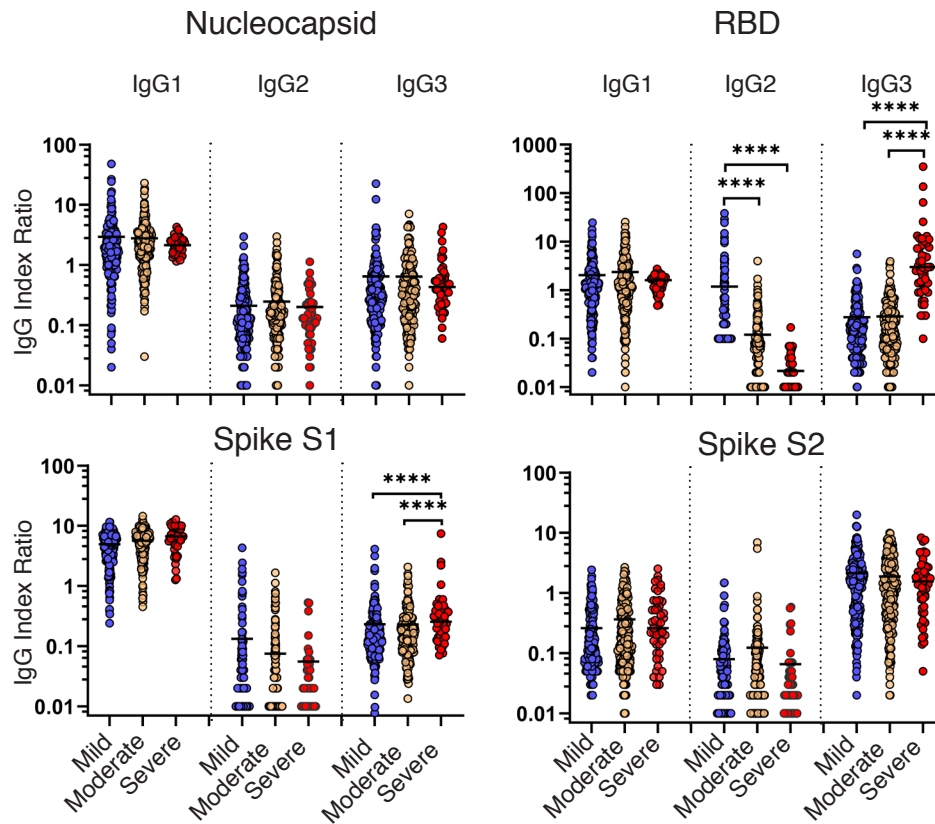 Nucleocapsid
IgG1 IgG2 IgG3
IgG Index Ratio
100
10
1
0.1
0.01
RBD
IgG1 IgG2 IgG3
1000
100
10
1
0.1
0.01
****
****
****
****
Spike S1
IgG Index Ratio
100
10
1
0.1
0.01
****
****
Mild Moderate Severe Mild Moderate Severe Mild Moderate Severe
Spike S2
100
10
1
0.1
0.01
Mild Moderate Severe Mild Moderate Severe Mild Moderate Severe